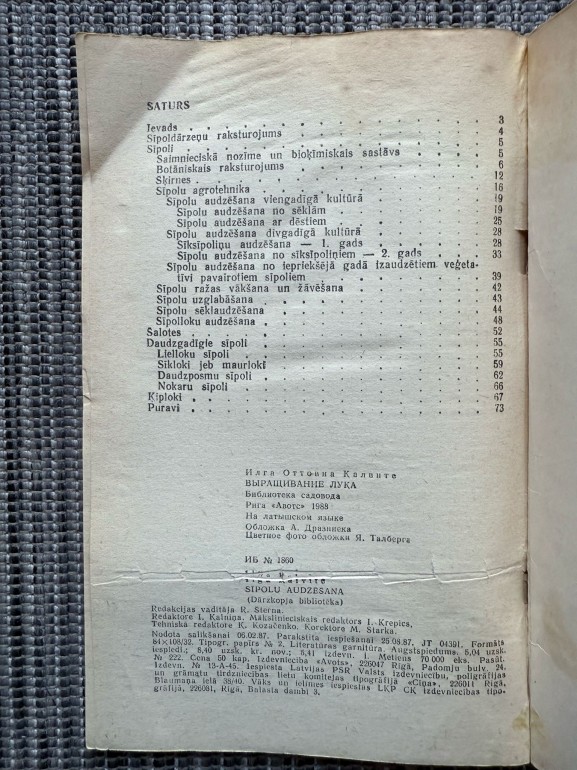 SATURS
Ievads . . . . . . . . . . . . . . 3
Sīpoldārzeņu raksturojums . . . . . . . . . . 4
Sīpoli . . . . . . . . . . . . . . 5
Saimnieciskā nozīme un bioķīmiskais sastāvs . . . . . 5
Botāniskais raksturojums . . . . . . . . . . 6
Šķirnes . . . . . . . . . . . . . 12
Sīpolu agrotehnika . . . . . . . . . . . 16
Sīpolu audzēšana viengadīgā kultūrā . . . . . . 19
Sīpolu audzēšana no sēklām . . . . . . . . 19
Sīpolu audzēšana ar dēstiem . . . . . . . . 25
Sīpolu audzēšana divgadīgā kultūrā . . . . . . 28
Sīksīpoliņu audzēšana — 1. gads . . . . . . 28
Sīpolu audzēšana no sīksīpoliņiem — 2. gads . . . 33
Sīpolu audzēšana no iepriekšējā gadā izaudzētiem veģeta-
tīvi pavairotiem sīpoliem . . . . . . . . 39
Sīpolu ražas vākšana un žāvēšana . . . . . . . 42
Sīpolu uzglabāšana . . . . . . . . . . . 43
Sīpolu sēklaudzēšana . . . . . . . . . . 44
Sīpolloku audzēšana . . . . . . . . . . . 48
Šalotes . . . . . . . . . . . . . 52
Daudzgadīgie sīpoli . . . . . . . . . . . 55
Lielloku sīpoli . . . . . . . . . . . . 55
Sīkloki jeb maurloki . . . . . . . . . . 59
Daudzposmu sīpoli . . . . . . . . . . . 62
Nokaru sīpoli . . . . . . . . . . . . 66
Ķiploki . . . . . . . . . . . . . 67
Puravi . . . . . . . . . . . . . . 73
Илга Оттовна Калвите
ВЫРАЩИВАНИЕ ЛУКА
Библиотека садовода
Рига «Авотс» 1988
На латышском языке
Обложка А. Дразниека
Цветное фото обложки Я. Талберга
ИБ № 1860
SĪPOLU AUDZĒŠANA
(Dārzkopja bibliotēka)
Redakcijas vadītāja R. Sterna.
Redaktore I. Kalniņa. Mākslinieciskais redaktors I. Krepics,
Tehniskā redaktore K. Kozačenko. Korektore M. Starka.
Nodota salikšanai 06.02.87. Parakstīta iespiešanai 25.08.87. JT 04391. Formāts
84×108/32. Tipogr. papīrs № 2. Literatūras garnitūra. Augstspiedums. 5,04 uzsk.
iespiedl.; 5,40 uzsk. kr. nov.; 5,41 izdevn. l. Metiens 70 000 eks. Pasūt.
№ 222. Cena 50 kap. Izdevniecība «Avots», 226047 Rīgā, Padomju bulv. 24.
Izdevn. № 13-A-45. Iespiesta Latvijas PSR Valsts izdevniecību, poligrāfijas
un grāmatu tirdzniecības lietu komitejas tipogrāfijā «Cīņa», 226011 Rīgā,
Blaumaņa ielā 38/40. Vāks un ielīmes iespiestas LKP CK Izdevniecības tipo-
grāfijā, 226081, Rīgā, Balasta dambī 3.